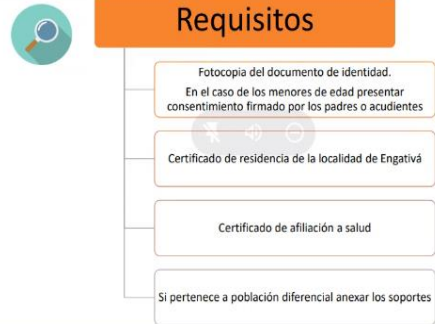 Requisitos
Fotocopia del documento de identidad.
En el caso de los menores de edad presentar
consentimiento firmado por los padres o acudientes
Certificado de residencia de la localidad de Engativá
Certificado de afiliación a salud
Si pertenece a población diferencial anexar los soportes